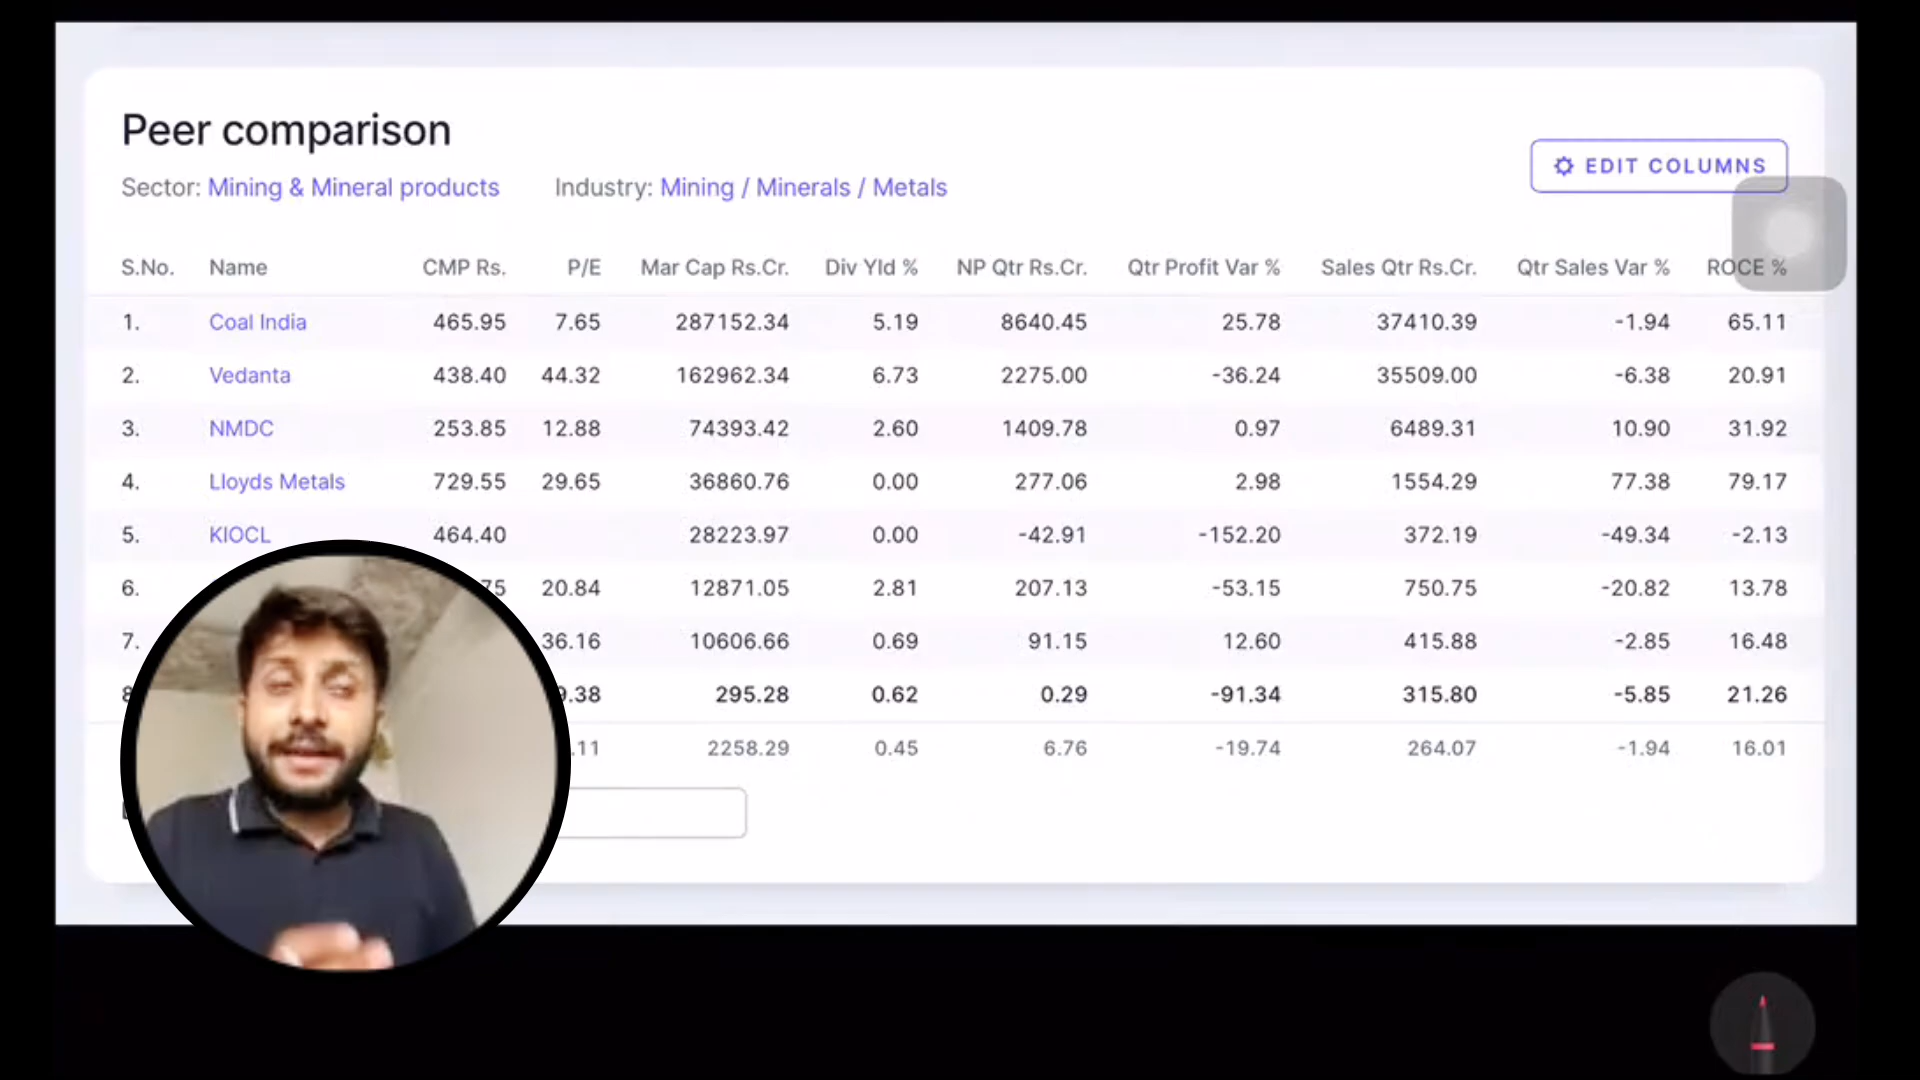 Peer comparison
Sector: Mining & Mineral products Industry: Mining / Minerals / Metals
EDIT COLUMNS
S.No. Name CMP Rs. P/E Mar Cap Rs.Cr. Div Yld % NP Qtr Rs.Cr. Qtr Profit Var % Sales Qtr Rs.Cr. Qtr Sales Var % ROCE %
1. Coal India 465.95 7.65 287152.34 5.19 8640.45 25.78 37410.39 -1.94 65.11
2. Vedanta 438.40 44.32 162962.34 6.73 2275.00 -36.24 35509.00 -6.38 20.91
3. NMDC 253.85 12.88 74393.42 2.60 1409.78 0.97 6489.31 10.90 31.92
4. Lloyds Metals 729.55 29.65 36860.76 0.00 277.06 2.98 1554.29 77.38 79.17
5. KIOCL 464.40 28223.97 0.00 -42.91 -152.20 372.19 -49.34 -2.13
6. 75 20.84 12871.05 2.81 207.13 -53.15 750.75 -20.82 13.78
7. 36.16 10606.66 0.69 91.15 12.60 415.88 -2.85 16.48
8 .38 295.28 0.62 0.29 -91.34 315.80 -5.85 21.26
.11 2258.29 0.45 6.76 -19.74 264.07 -1.94 16.01